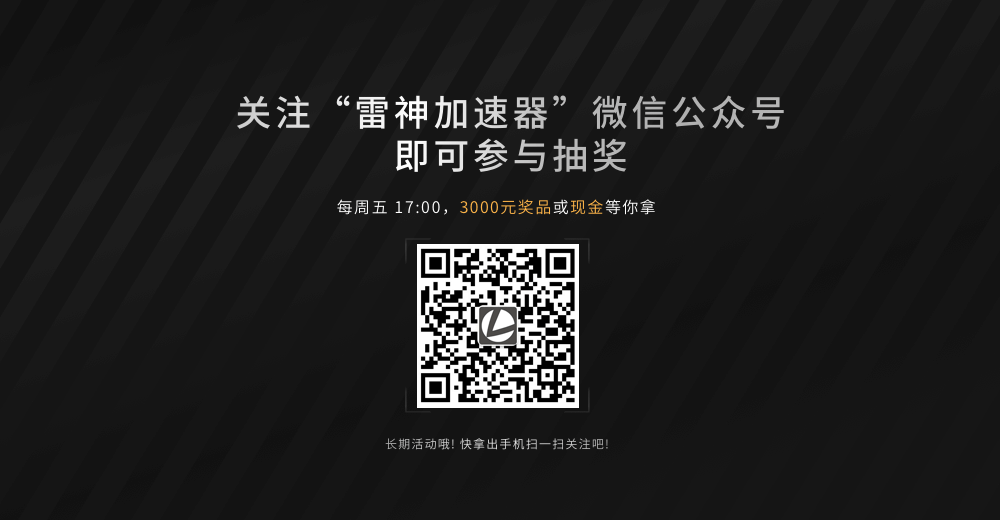 关注“雷神加速器”微信公众号
即可参与抽奖
每周五 17:00，3000元奖品或现金等你拿
长期活动哦! 快拿出手机扫一扫关注吧!